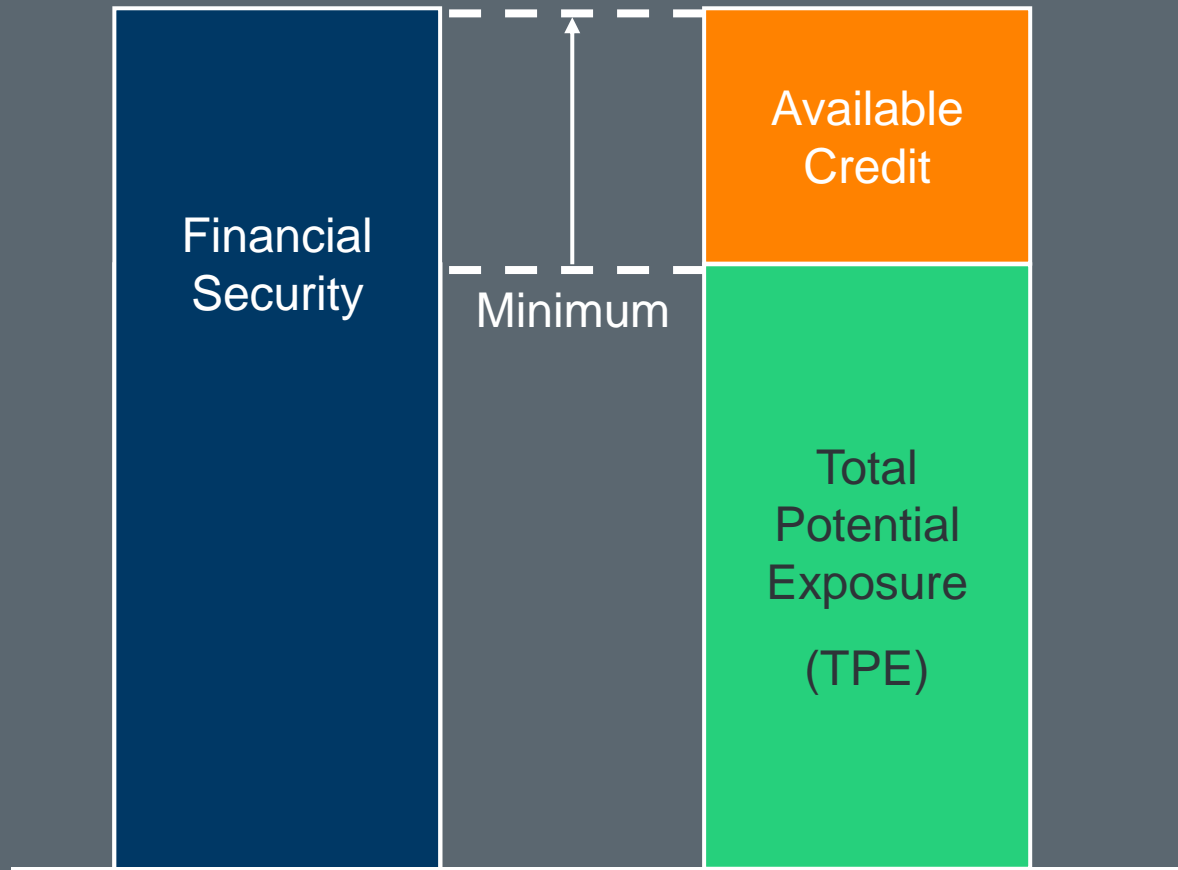 Financial
Security
Minimum
Available
Credit
Total
Potential
Exposure
(TPE)